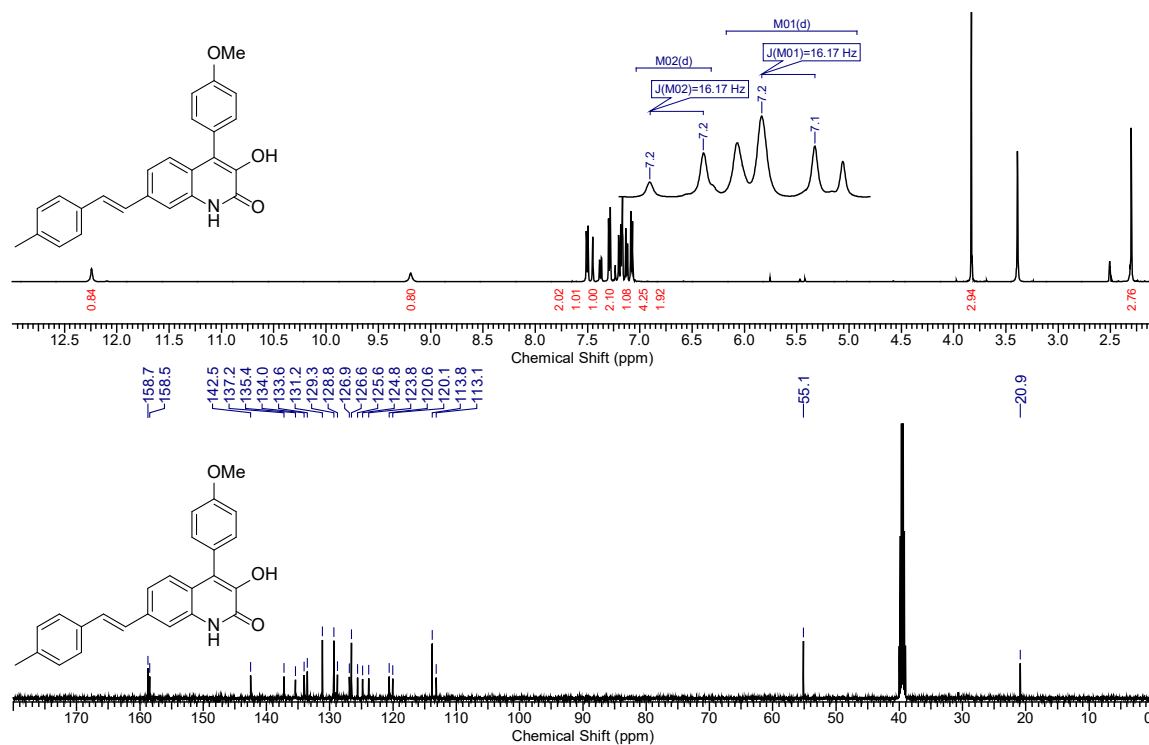 M01(d)
J(M01)=16.17 Hz
M02(d)
J(M02)=16.17 Hz
7.2
7.2
7.2
7.1
OMe
OH
N
H
O
0.84
0.80
2.02
1.01
1.00
2.10
1.08
4.25
1.92
2.94
2.76
12.5 12.0 11.5 11.0 10.5 10.0 9.5 9.0 8.5 8.0 7.5 7.0 6.5 6.0 5.5 5.0 4.5 4.0 3.5 3.0 2.5
Chemical Shift (ppm)
158.7
158.5
142.5
137.2
135.4
134.0
133.6
131.2
129.3
128.8
126.9
126.6
125.6
124.8
123.8
120.6
120.1
113.8
113.1
55.1
20.9
OMe
OH
N
H
O
170 160 150 140 130 120 110 100 90 80 70 60 50 40 30 20 10 0
Chemical Shift (ppm)